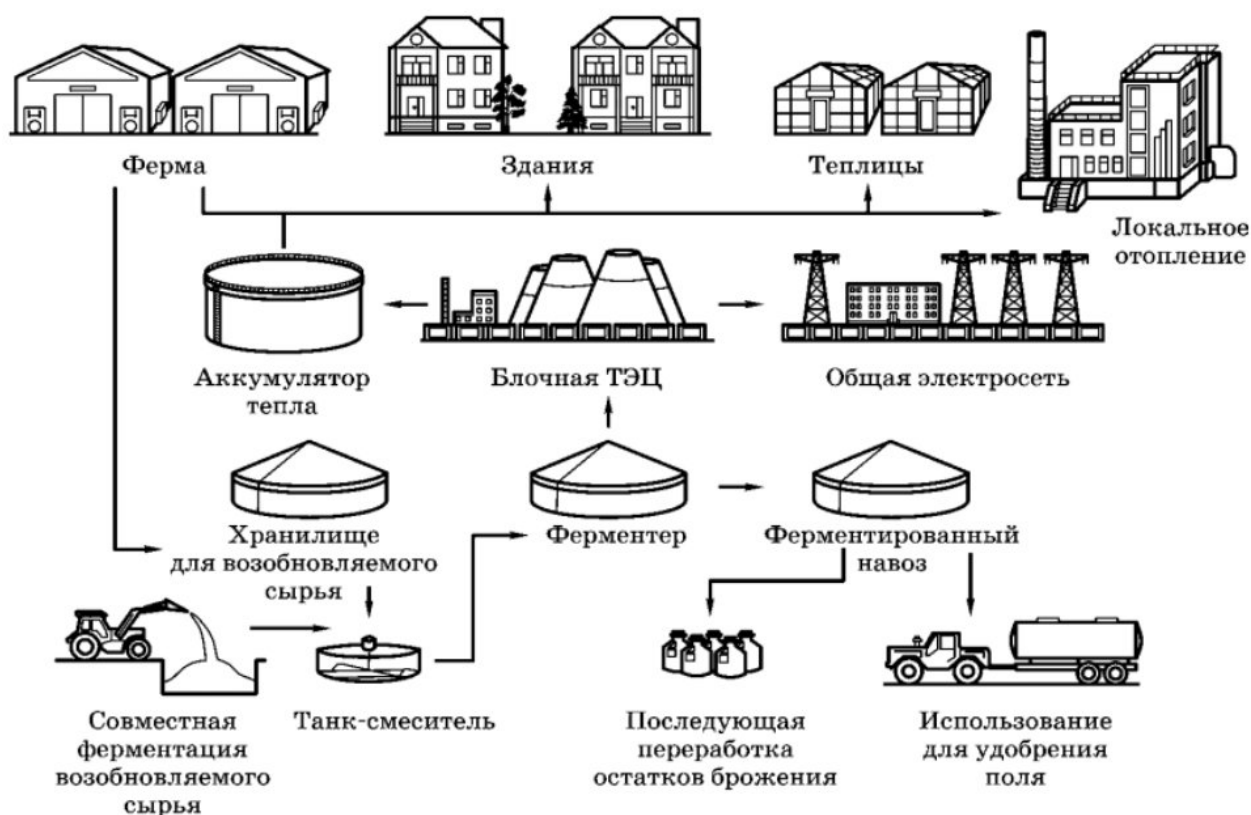 Ферма
Здания
Теплицы
Локальное
отопление
Аккумулятор
тепла
Блочная ТЭЦ
Общая электросеть
Хранилище
для возобновляемого
сырья
Ферментер
Ферментированный
навоз
Совместная
ферментация
возобновляемого
сырья
Танк-смеситель
Последующая
переработка
остатков брожения
Использование
для удобрения
поля